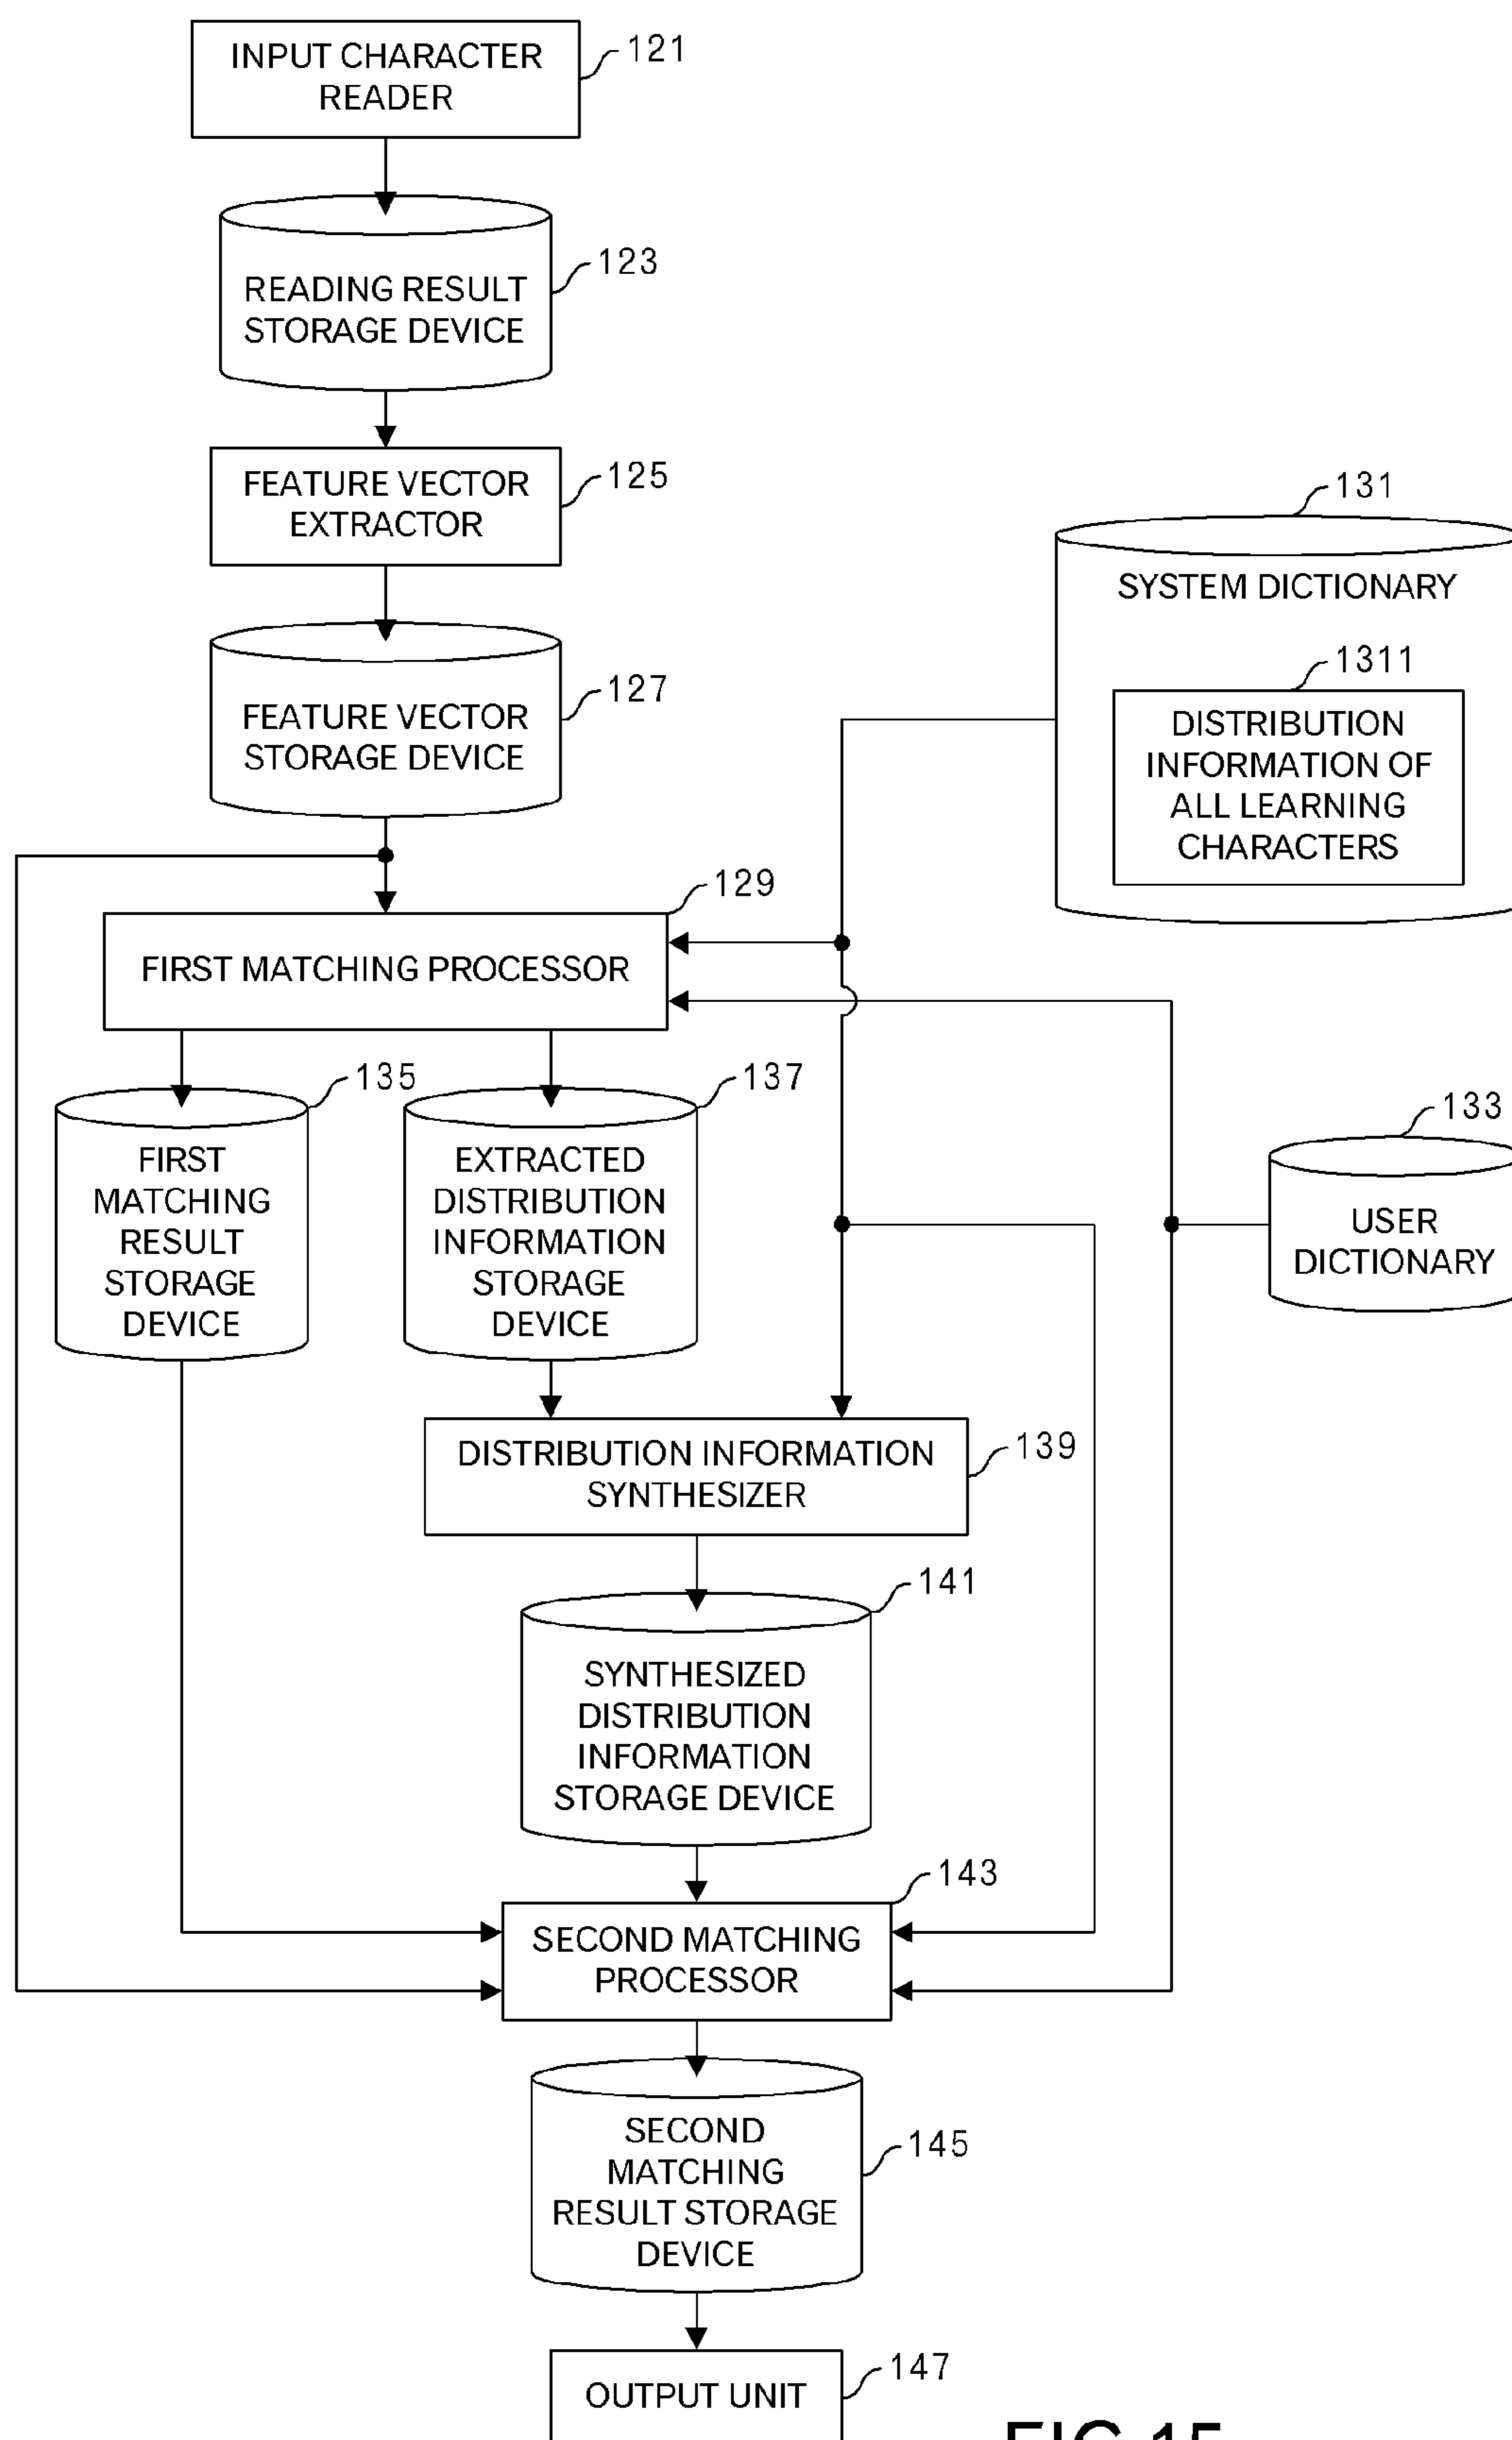 INPUT CHARACTER
READER
121
READING RESULT
STORAGE DEVICE
123
FEATURE VECTOR
EXTRACTOR
125
131
SYSTEM DICTIONARY
1311
DISTRIBUTION
INFORMATION OF
ALL LEARNING
CHARACTERS
FEATURE VECTOR
STORAGE DEVICE
127
129
FIRST MATCHING PROCESSOR
135
FIRST
MATCHING
RESULT
STORAGE
DEVICE
137
EXTRACTED
DISTRIBUTION
INFORMATION
STORAGE
DEVICE
133
USER
DICTIONARY
DISTRIBUTION INFORMATION
SYNTHESIZER
139
141
SYNTHESIZED
DISTRIBUTION
INFORMATION
STORAGE DEVICE
143
SECOND MATCHING
PROCESSOR
SECOND
MATCHING
RESULT STORAGE
DEVICE
145
OUTPUT UNIT
147
FIG.15